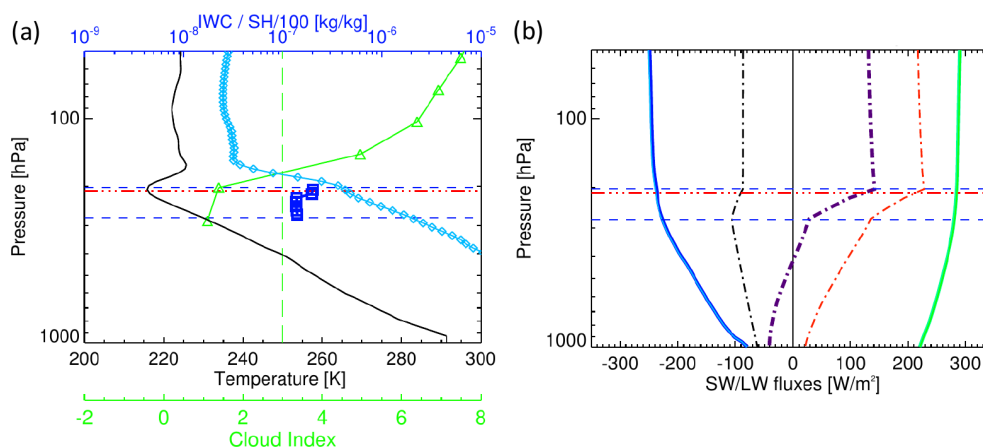 (a)
IWC / SH/100 [kg/kg]
10⁻⁹ 10⁻⁸ 10⁻⁷ 10⁻⁶ 10⁻⁵
Pressure [hPa]
100
1000
200 220 240 260 280 300
Temperature [K]
-2 0 2 4 6 8
Cloud Index
(b)
Pressure [hPa]
100
1000
-300 -200 -100 0 100 200 300
SW/LW fluxes [W/m²]